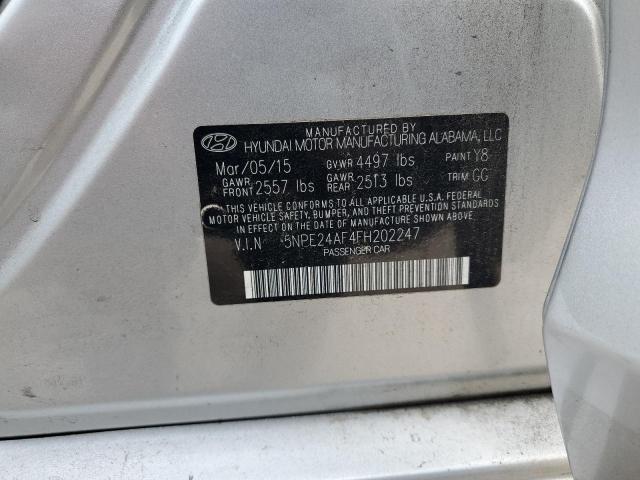 MANUFACTURED BY
HYUNDAI MOTOR MANUFACTURING ALABAMA, LLC
Mar/05/15 GVWR 4497 lbs PAINT Y8
GAWR FRONT 2557 lbs GAWR REAR 2513 lbs TRIM GG
THIS VEHICLE CONFORMS TO ALL APPLICABLE U.S.A. FEDERAL
MOTOR VEHICLE SAFETY, BUMPER, AND THEFT PREVENTION
STANDARDS IN EFFECT ON THE DATE OF MANUFACTURE SHOWN ABOVE.
V.I.N 5NPE24AF4FH202247
PASSENGER CAR